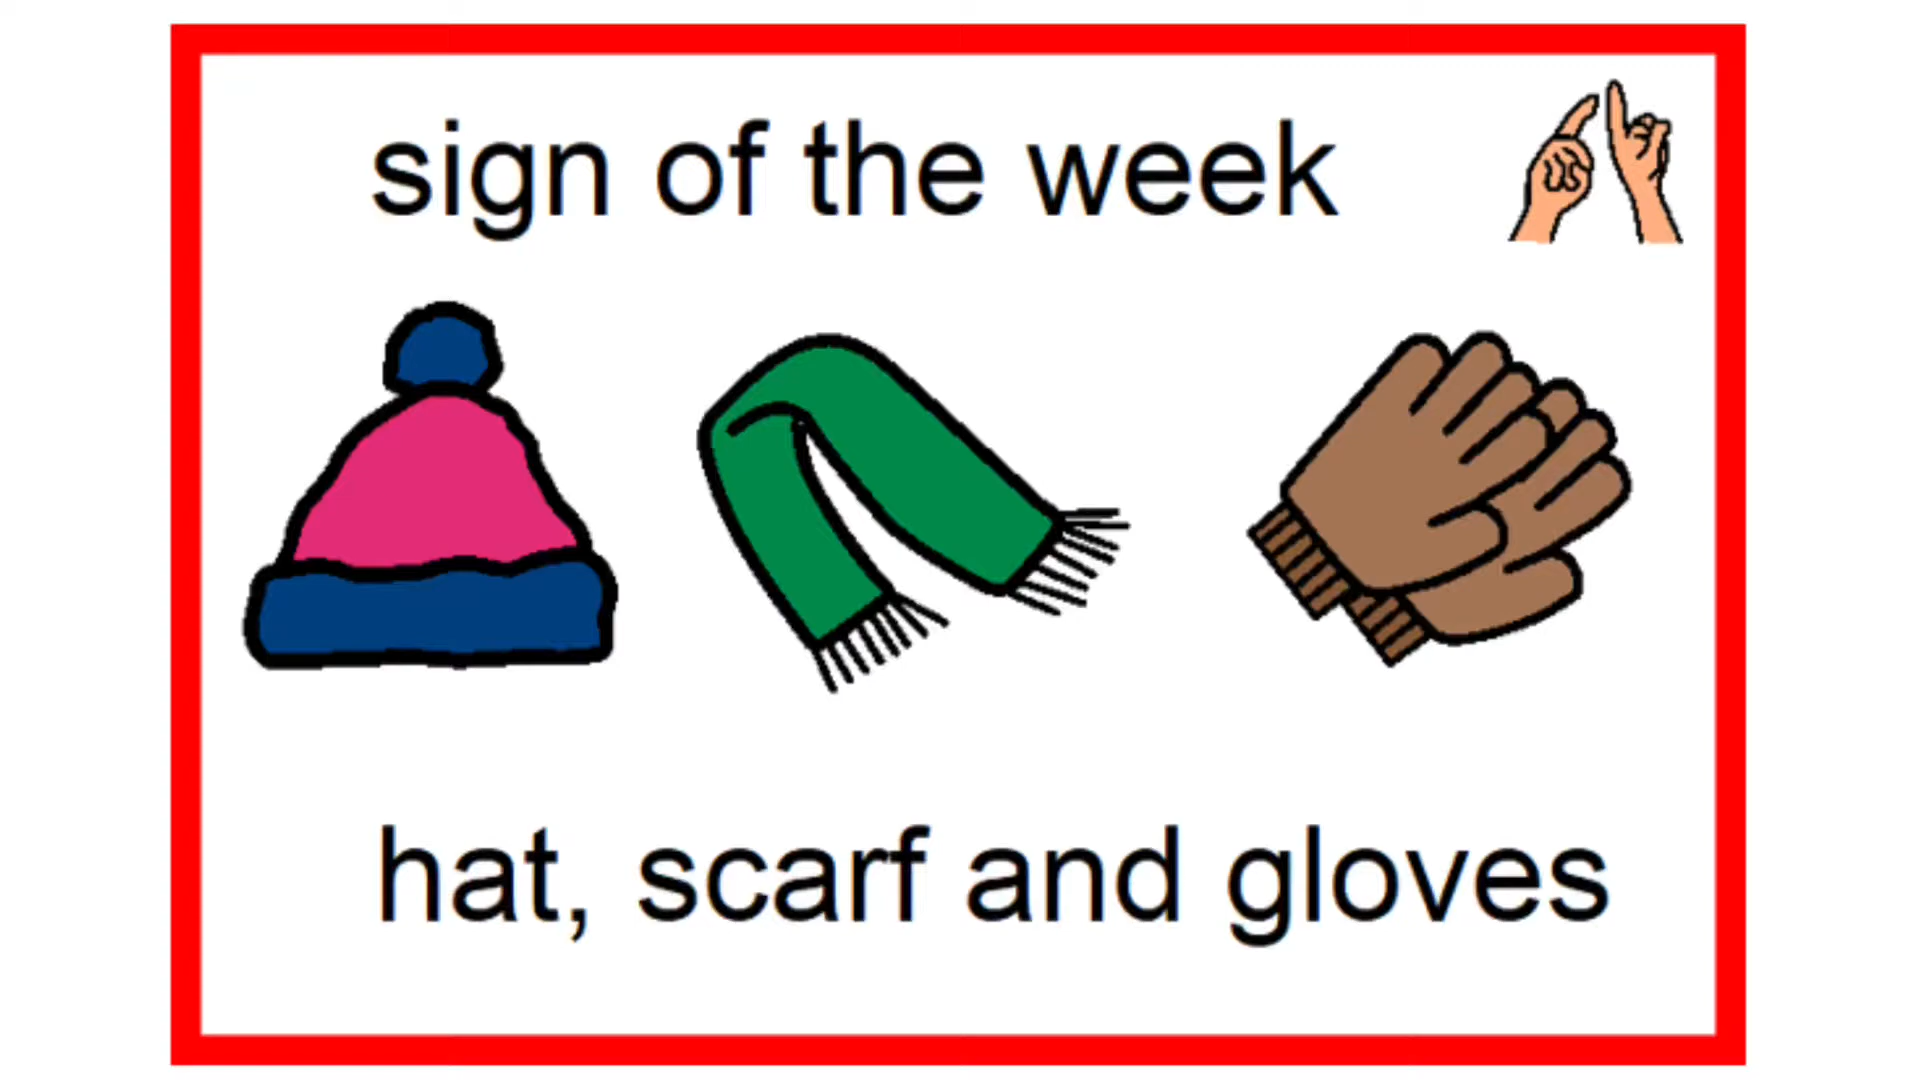 sign of the week
hat, scarf and gloves